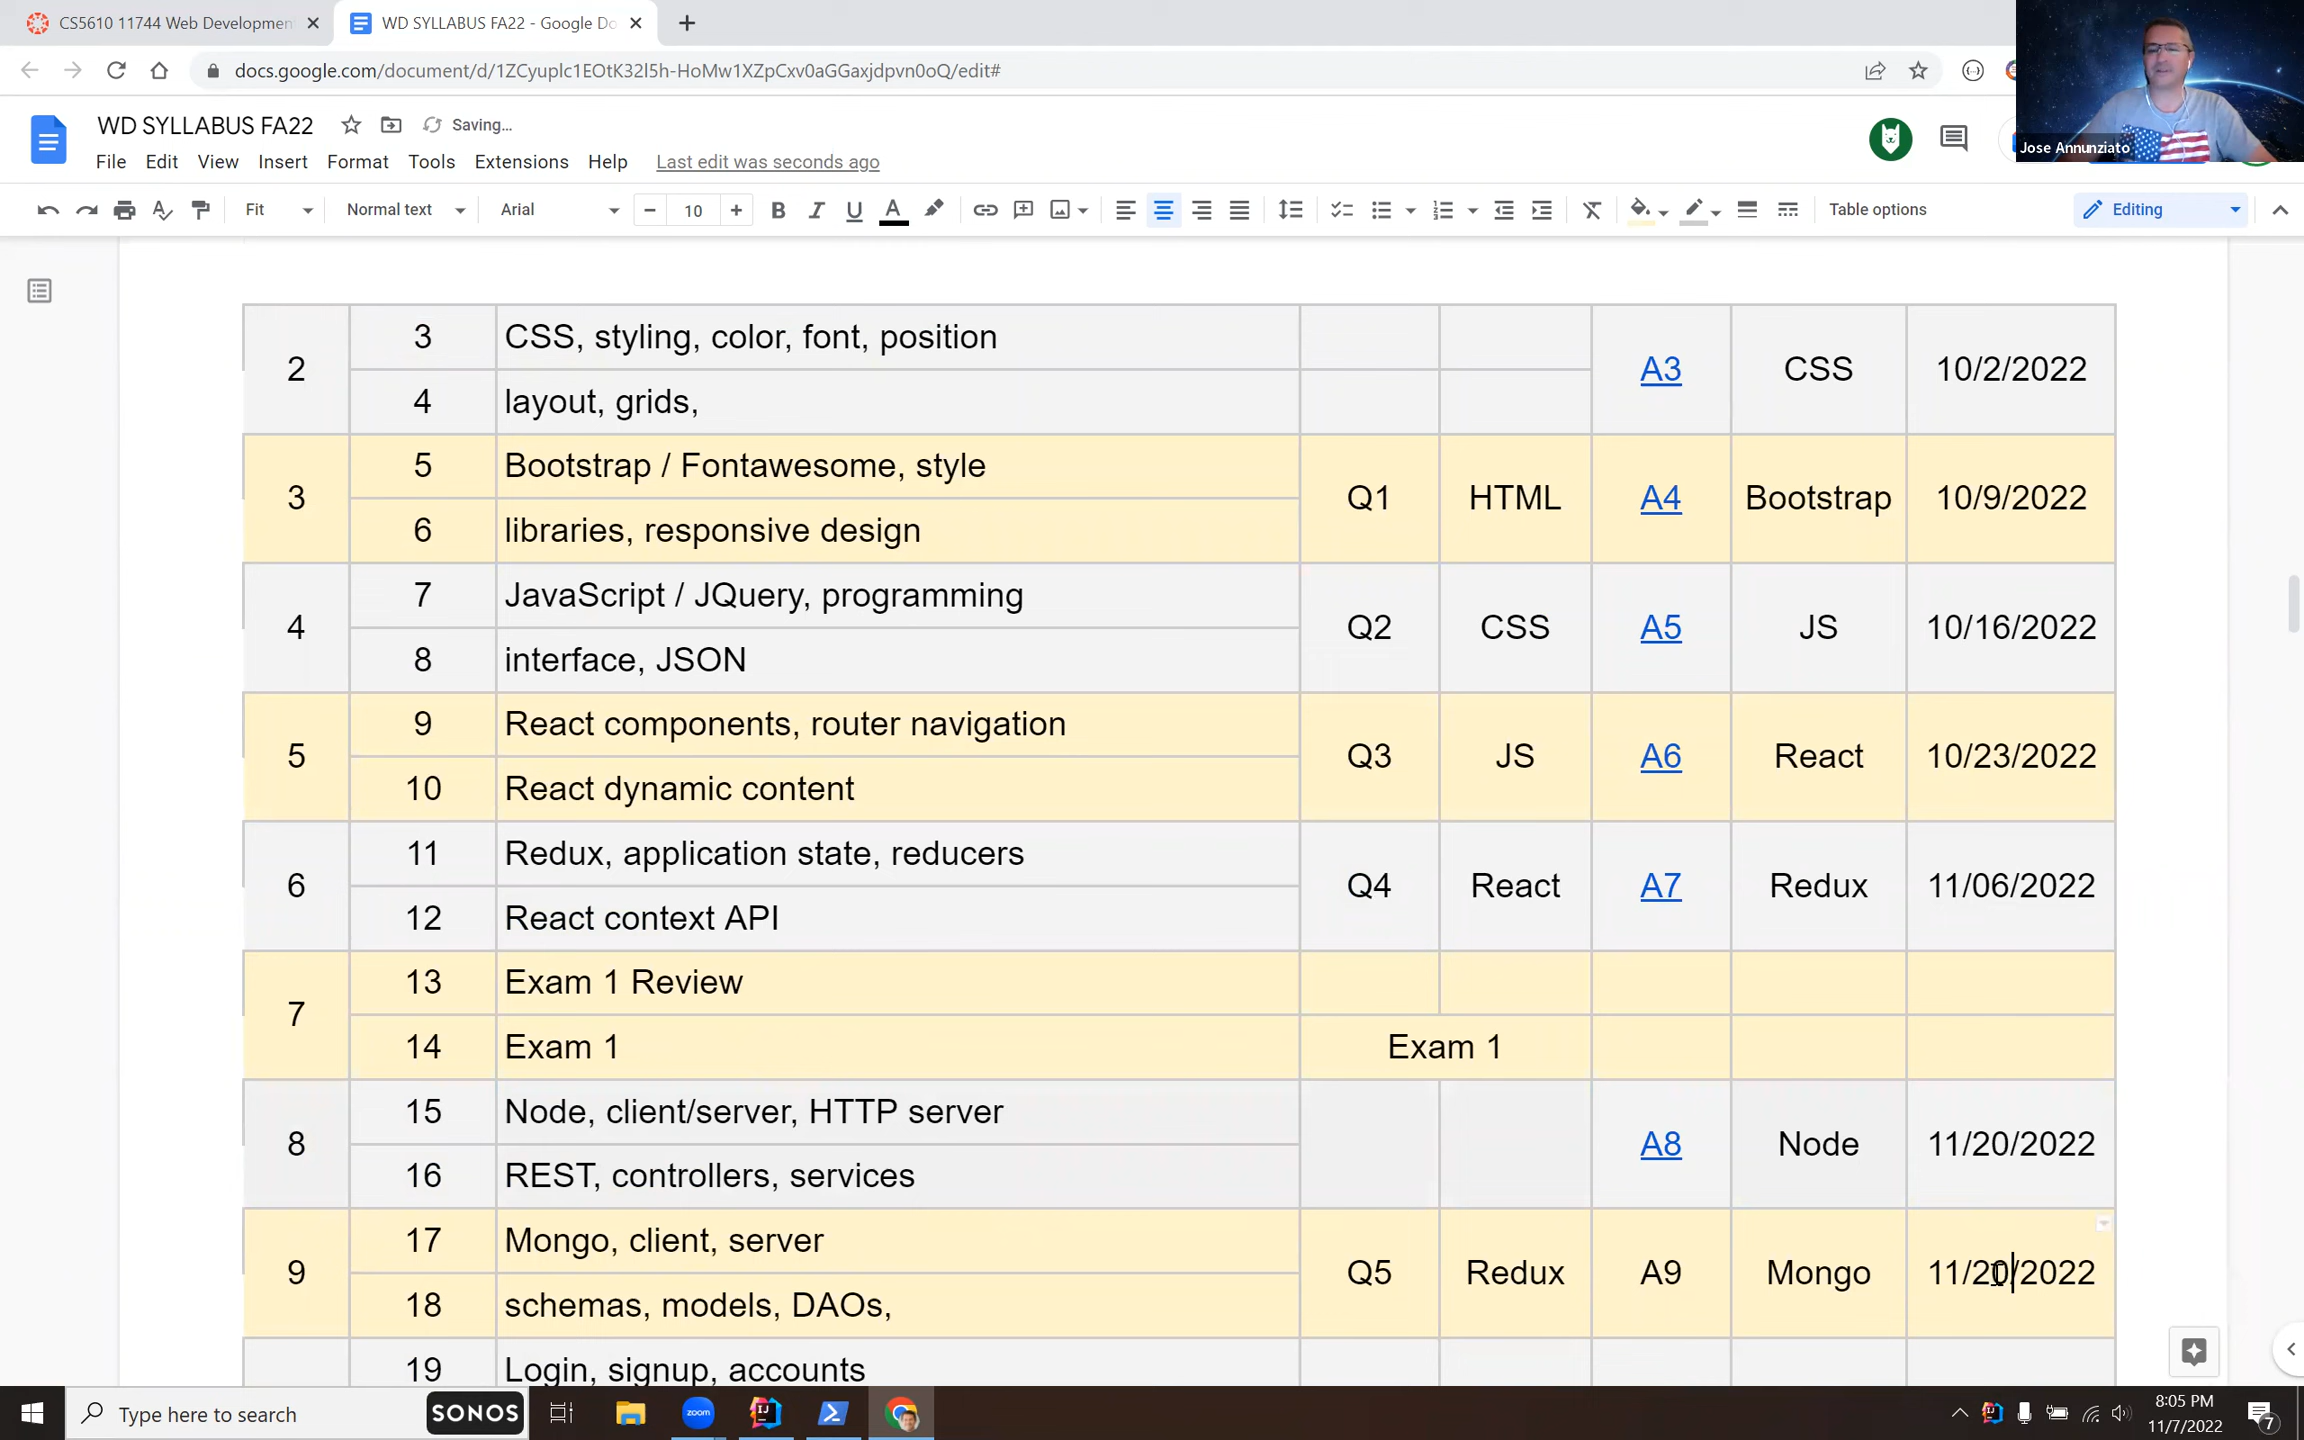 CS5610 11744 Web Developmen
WD SYLLABUS FA22 - Google Do
docs.google.com/document/d/1ZCyuplc1EOtK32l5h-HoMw1XZpCxv0aGGaxjdpvn0oQ/edit#
WD SYLLABUS FA22 Saving...
File Edit View Insert Format Tools Extensions Help Last edit was seconds ago
Jose Annunziato
Fit Normal text Arial 10 B I U A Table options Editing
2 3 CSS, styling, color, font, position A3 CSS 10/2/2022
4 layout, grids,
3 5 Bootstrap / Fontawesome, style Q1 HTML A4 Bootstrap 10/9/2022
6 libraries, responsive design
4 7 JavaScript / JQuery, programming Q2 CSS A5 JS 10/16/2022
8 interface, JSON
5 9 React components, router navigation Q3 JS A6 React 10/23/2022
10 React dynamic content
6 11 Redux, application state, reducers Q4 React A7 Redux 11/06/2022
12 React context API
7 13 Exam 1 Review
14 Exam 1 Exam 1
8 15 Node, client/server, HTTP server A8 Node 11/20/2022
16 REST, controllers, services
9 17 Mongo, client, server Q5 Redux A9 Mongo 11/20/2022
18 schemas, models, DAOs,
19 Login, signup, accounts
Type here to search SONOS zoom IJ
8:05 PM
11/7/2022
7